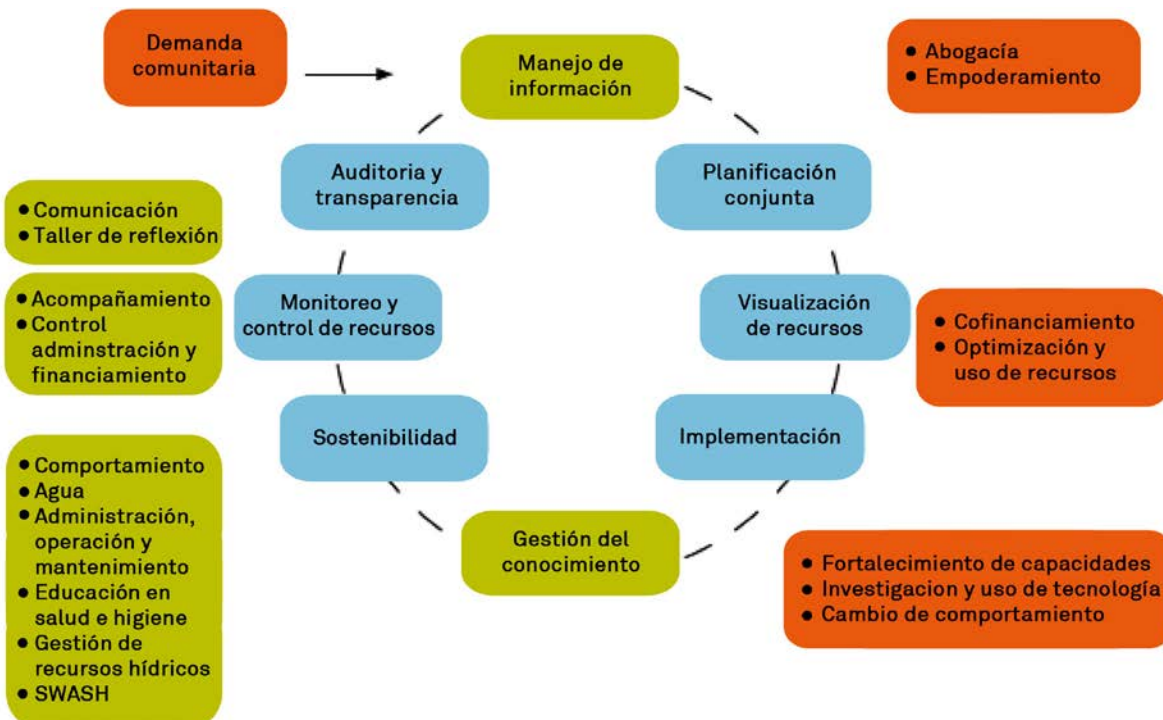 Demanda
comunitaria
Manejo de
información
● Abogacía
● Empoderamiento
Auditoria y
transparencia
Planificación
conjunta
● Comunicación
● Taller de reflexión
● Acompañamiento
● Control
adminstración y
financiamiento
Monitoreo y
control de recursos
Visualización
de recursos
● Cofinanciamiento
● Optimización y
uso de recursos
Sostenibilidad
Implementación
● Comportamiento
● Agua
● Administración,
operación y
mantenimiento
● Educación en
salud e higiene
● Gestión de
recursos hídricos
● SWASH
Gestión del
conocimiento
● Fortalecimiento de capacidades
● Investigacion y uso de tecnología
● Cambio de comportamiento